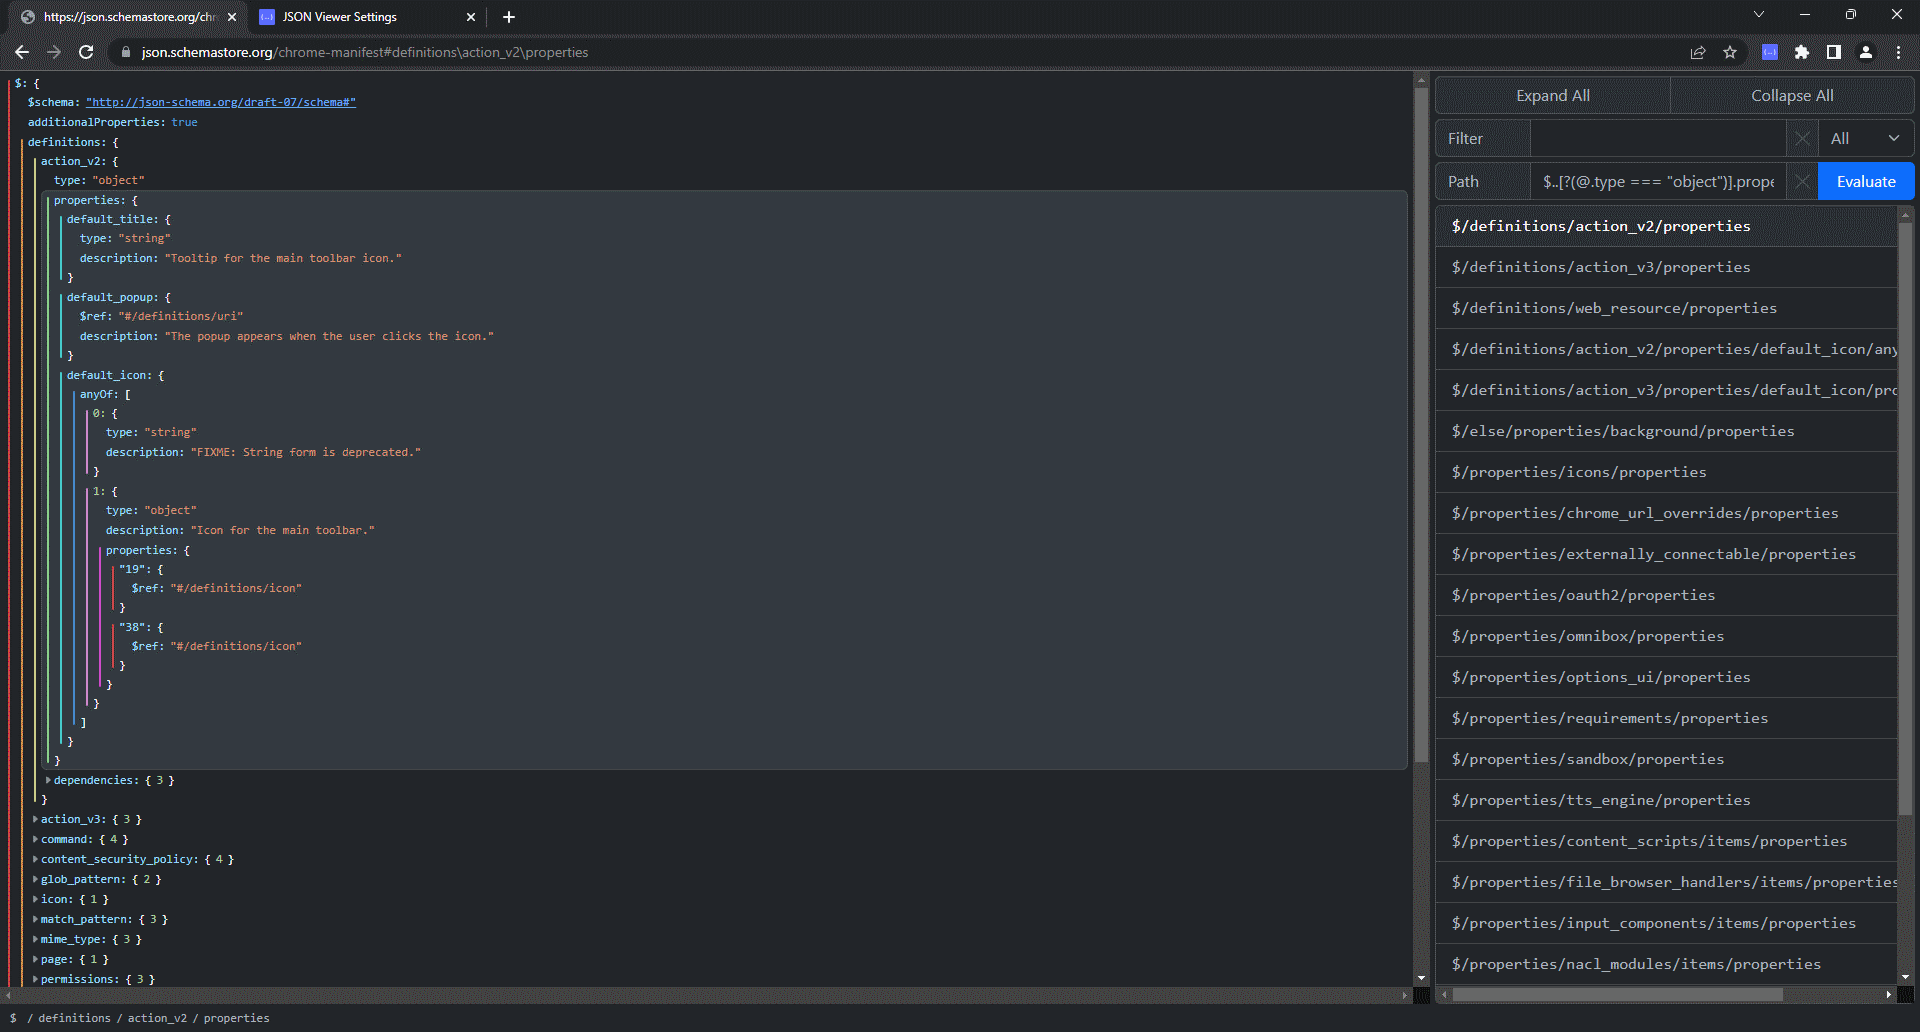 https://json.schemastore.org/chr
JSON Viewer Settings
json.schemastore.org/chrome-manifest#definitions\action_v2\properties
$: {
$schema: "http://json-schema.org/draft-07/schema#"
additionalProperties: true
definitions: {
action_v2: {
type: "object"
properties: {
default_title: {
type: "string"
description: "Tooltip for the main toolbar icon."
}
default_popup: {
$ref: "#/definitions/uri"
description: "The popup appears when the user clicks the icon."
}
default_icon: {
anyOf: [
0: {
type: "string"
description: "FIXME: String form is deprecated."
}
1: {
type: "object"
description: "Icon for the main toolbar."
properties: {
"19": {
$ref: "#/definitions/icon"
}
"38": {
$ref: "#/definitions/icon"
}
}
}
]
}
}
dependencies: { 3 }
}
action_v3: { 3 }
command: { 4 }
content_security_policy: { 4 }
glob_pattern: { 2 }
icon: { 1 }
match_pattern: { 3 }
mime_type: { 3 }
page: { 1 }
permissions: { 3 }
Expand All
Collapse All
Filter
All
Path
$..[?(@.type === "object")].prope
Evaluate
$/definitions/action_v2/properties
$/definitions/action_v3/properties
$/definitions/web_resource/properties
$/definitions/action_v2/properties/default_icon/any
$/definitions/action_v3/properties/default_icon/pro
$/else/properties/background/properties
$/properties/icons/properties
$/properties/chrome_url_overrides/properties
$/properties/externally_connectable/properties
$/properties/oauth2/properties
$/properties/omnibox/properties
$/properties/options_ui/properties
$/properties/requirements/properties
$/properties/sandbox/properties
$/properties/tts_engine/properties
$/properties/content_scripts/items/properties
$/properties/file_browser_handlers/items/properties
$/properties/input_components/items/properties
$/properties/nacl_modules/items/properties
$ / definitions / action_v2 / properties